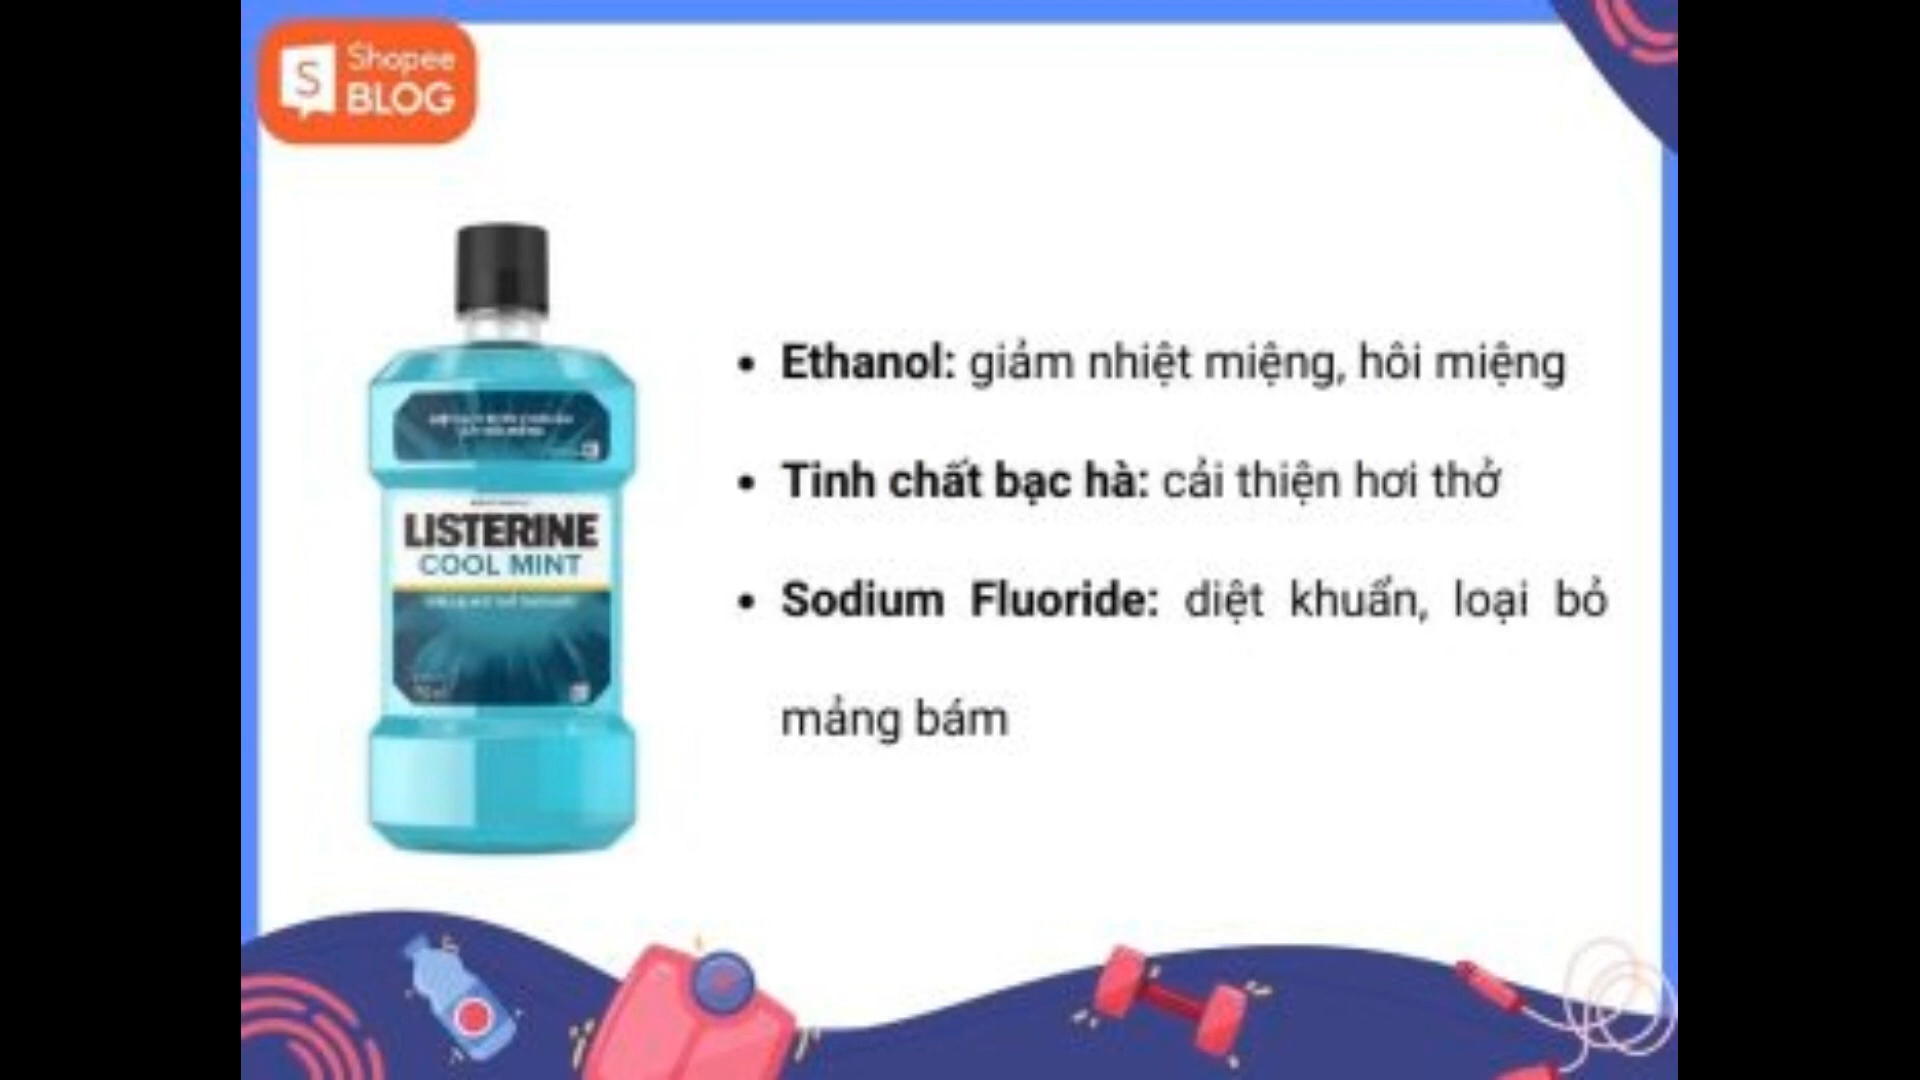 Shopee
BLOG
LISTERINE
COOL MINT
• Ethanol: giảm nhiệt miệng, hôi miệng
• Tinh chất bạc hà: cải thiện hơi thở
• Sodium Fluoride: diệt khuẩn, loại bỏ
mảng bám